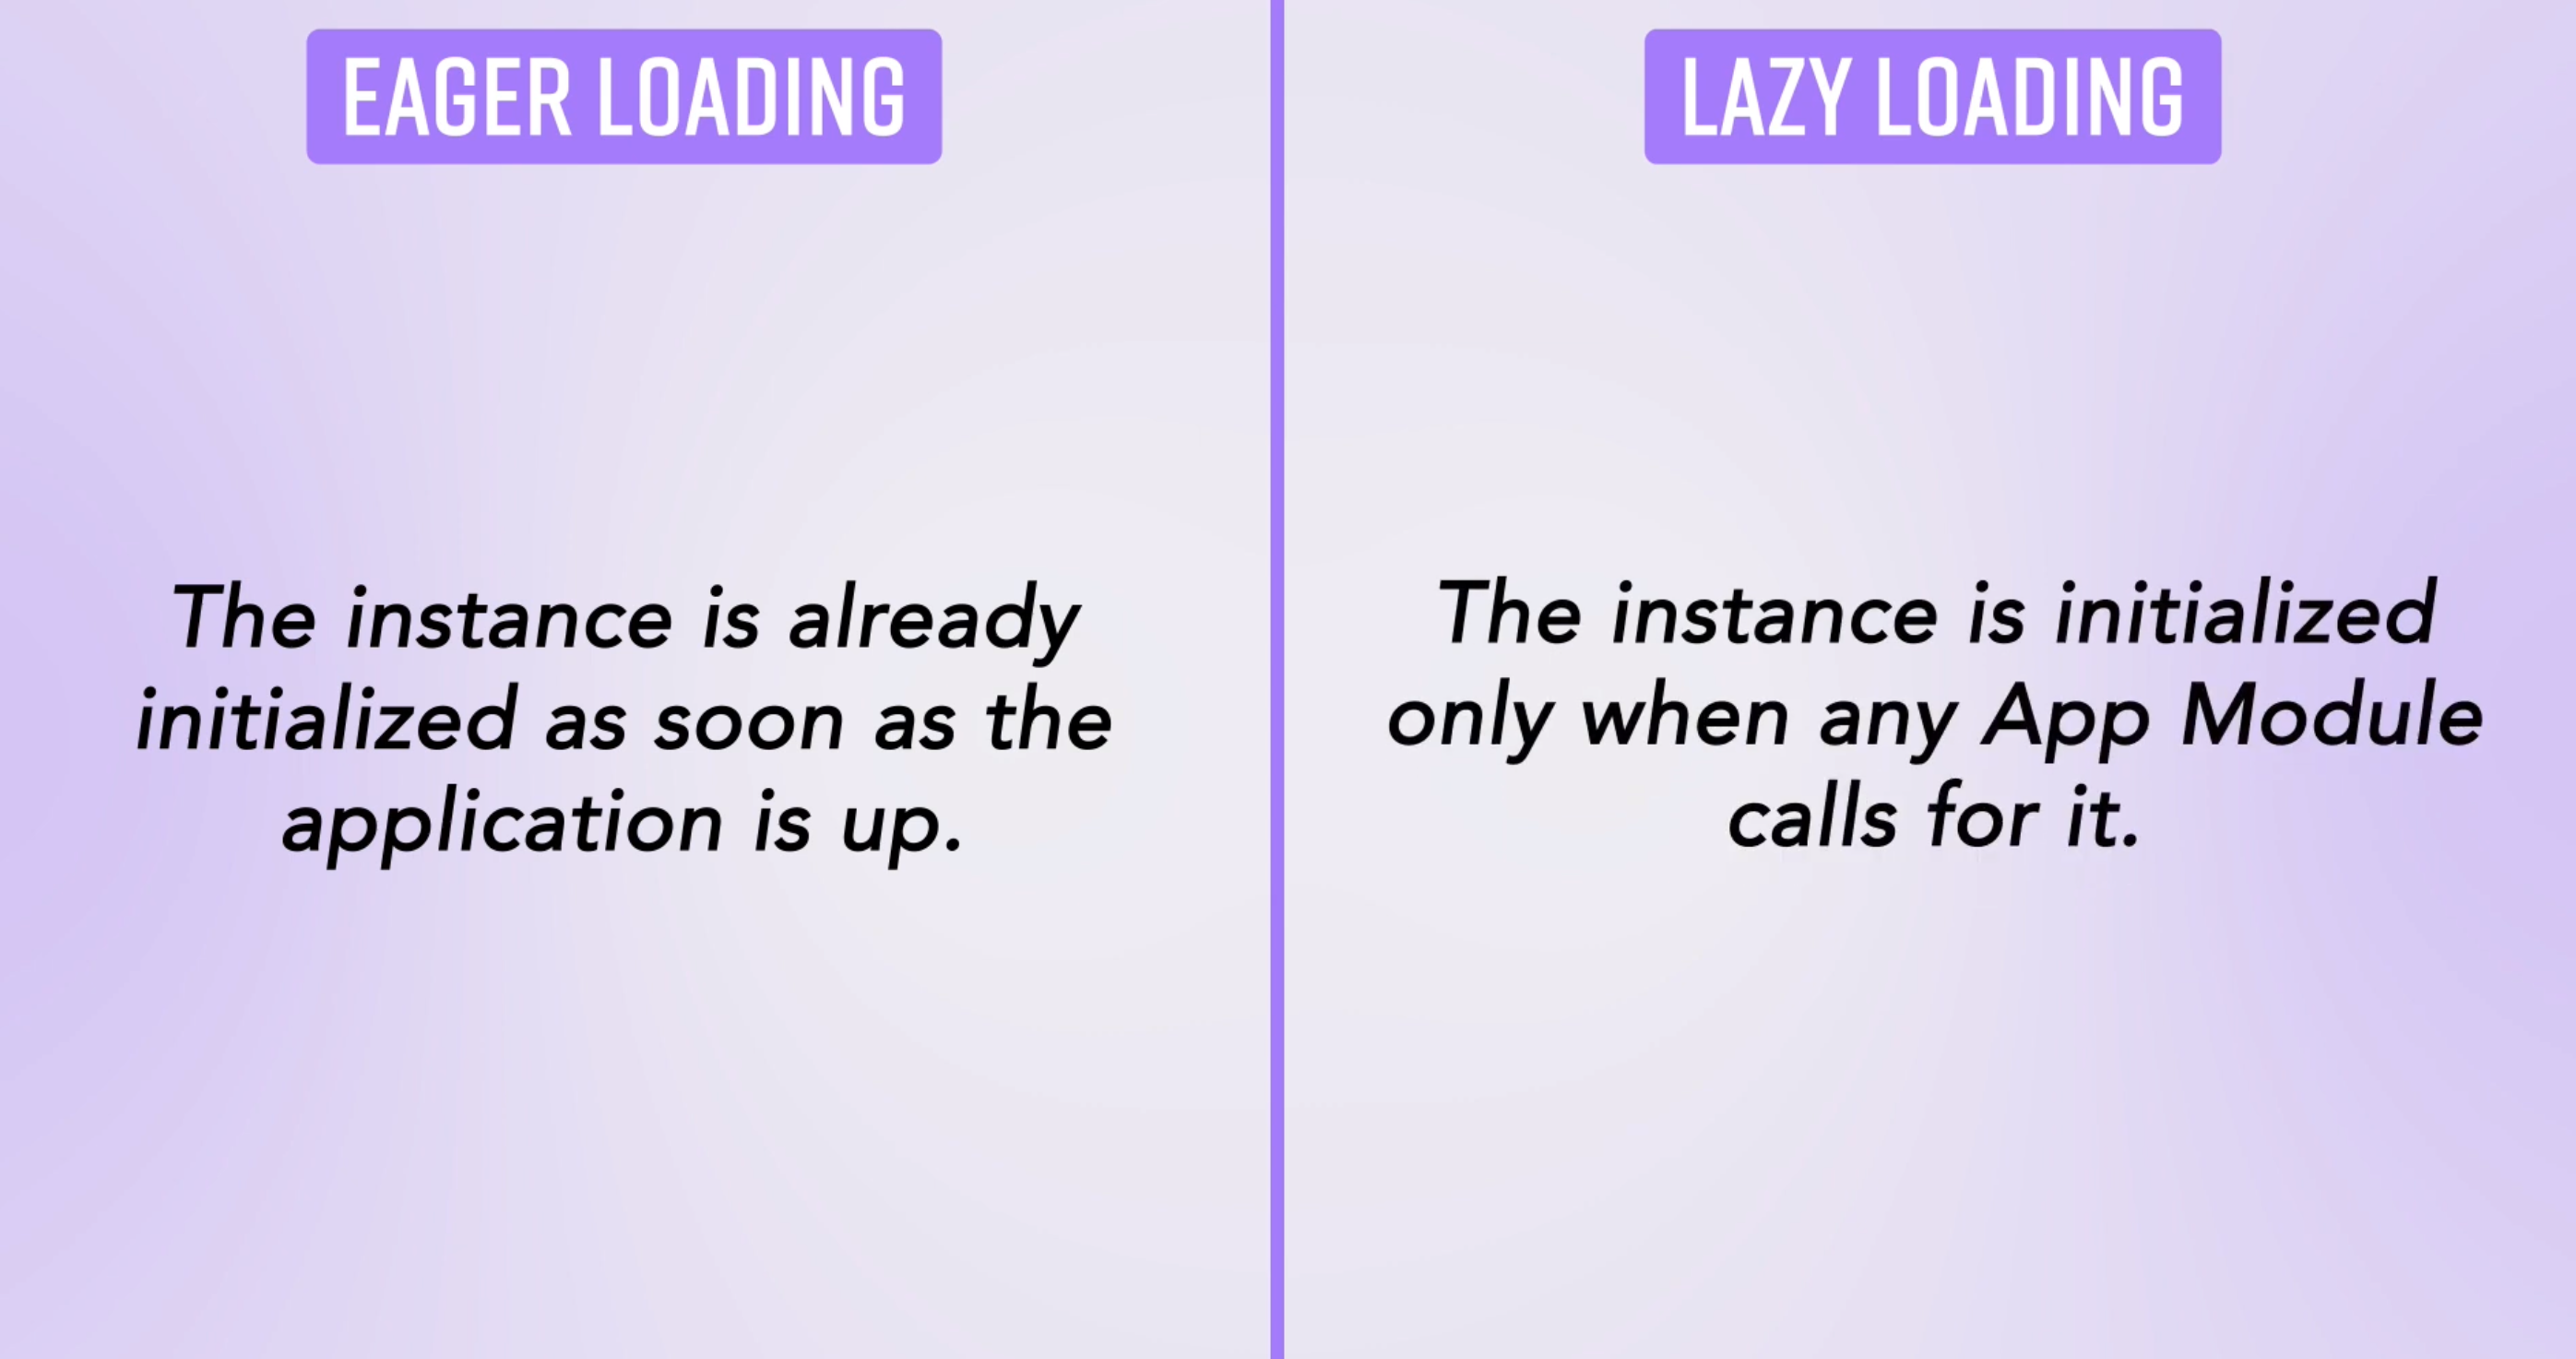 EAGER LOADING
The instance is already
initialized as soon as the
application is up.
LAZY LOADING
The instance is initialized
only when any App Module
calls for it.